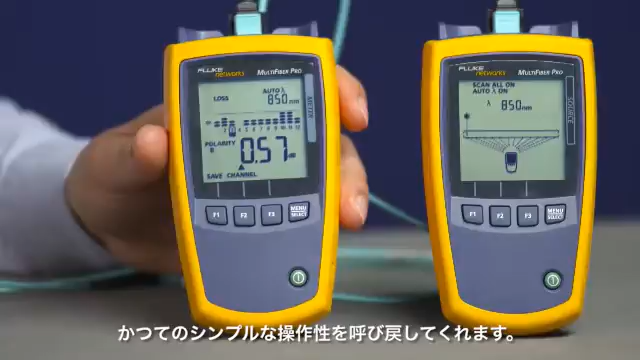 FLUKE networks
MULTIFIBER PRO
LOSS
AUTO λ
850 nm
POLARITY
B
0.57 dB
SAVE CHANNEL
METER
F1
F2
F3
MENU
SELECT
FLUKE networks
MULTIFIBER PRO
SCAN ALL ON
AUTO λ ON
λ 850 nm
SOURCE
F1
F2
F3
MENU
SELECT
かつてのシンプルな操作性を呼び戻してくれます。